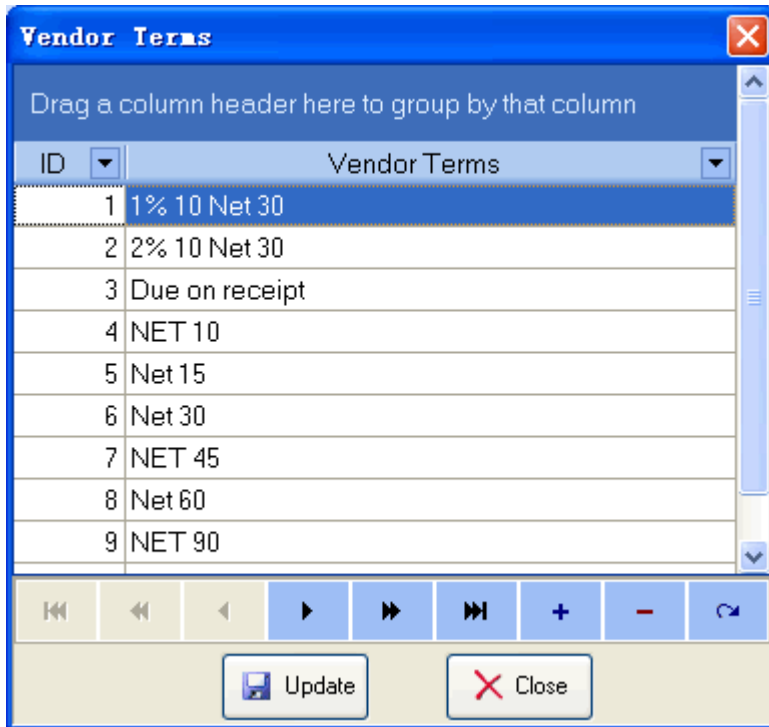 Vendor Terms
Drag a column header here to group by that column
ID Vendor Terms
1 1% 10 Net 30
2 2% 10 Net 30
3 Due on receipt
4 NET 10
5 Net 15
6 Net 30
7 NET 45
8 Net 60
9 NET 90
Update Close